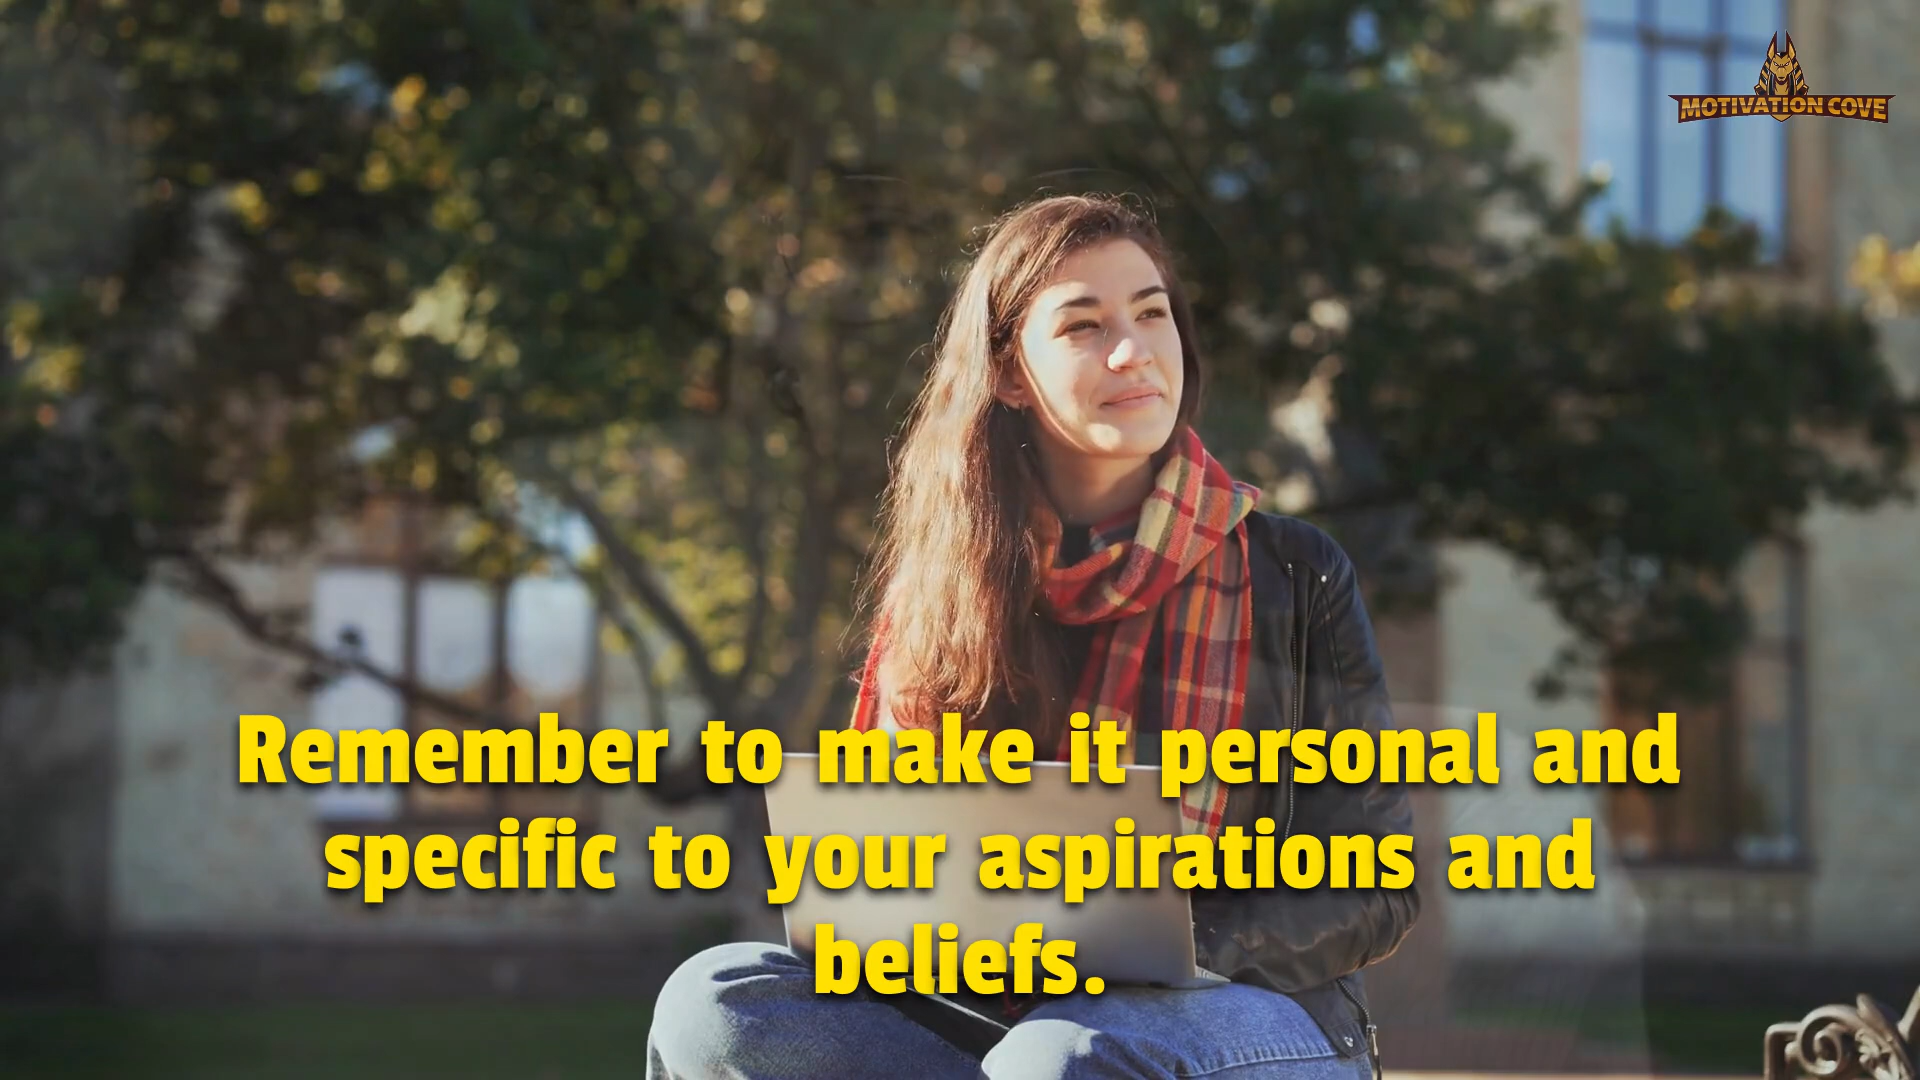 MOTIVATION COVE
Remember to make it personal and
specific to your aspirations and
beliefs.